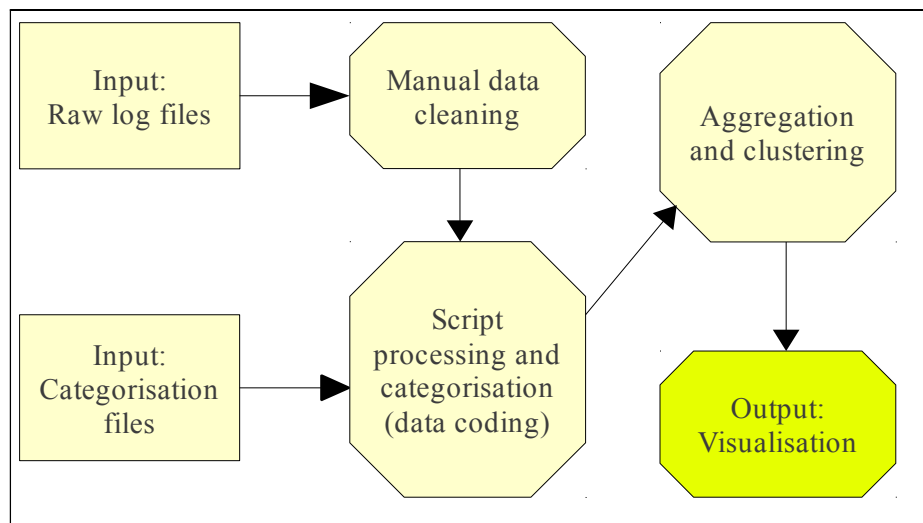 Input:
Raw log files
Manual data
cleaning
Aggregation
and clustering
Input:
Categorisation
files
Script
processing and
categorisation
(data coding)
Output:
Visualisation